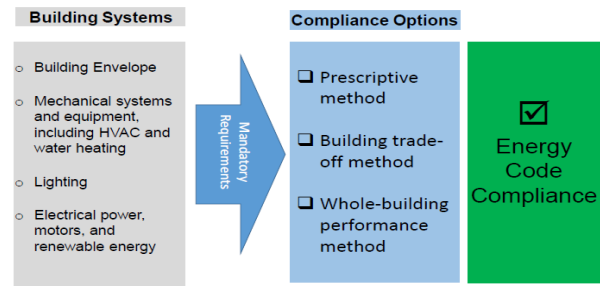 Building Systems
Building Envelope
Mechanical systems
and equipment,
including HVAC and
water heating
Lighting
Electrical power,
motors, and
renewable energy
Mandatory
Requirements
Compliance Options
Prescriptive
method
Building trade-
off method
Whole-building
performance
method
Energy
Code
Compliance